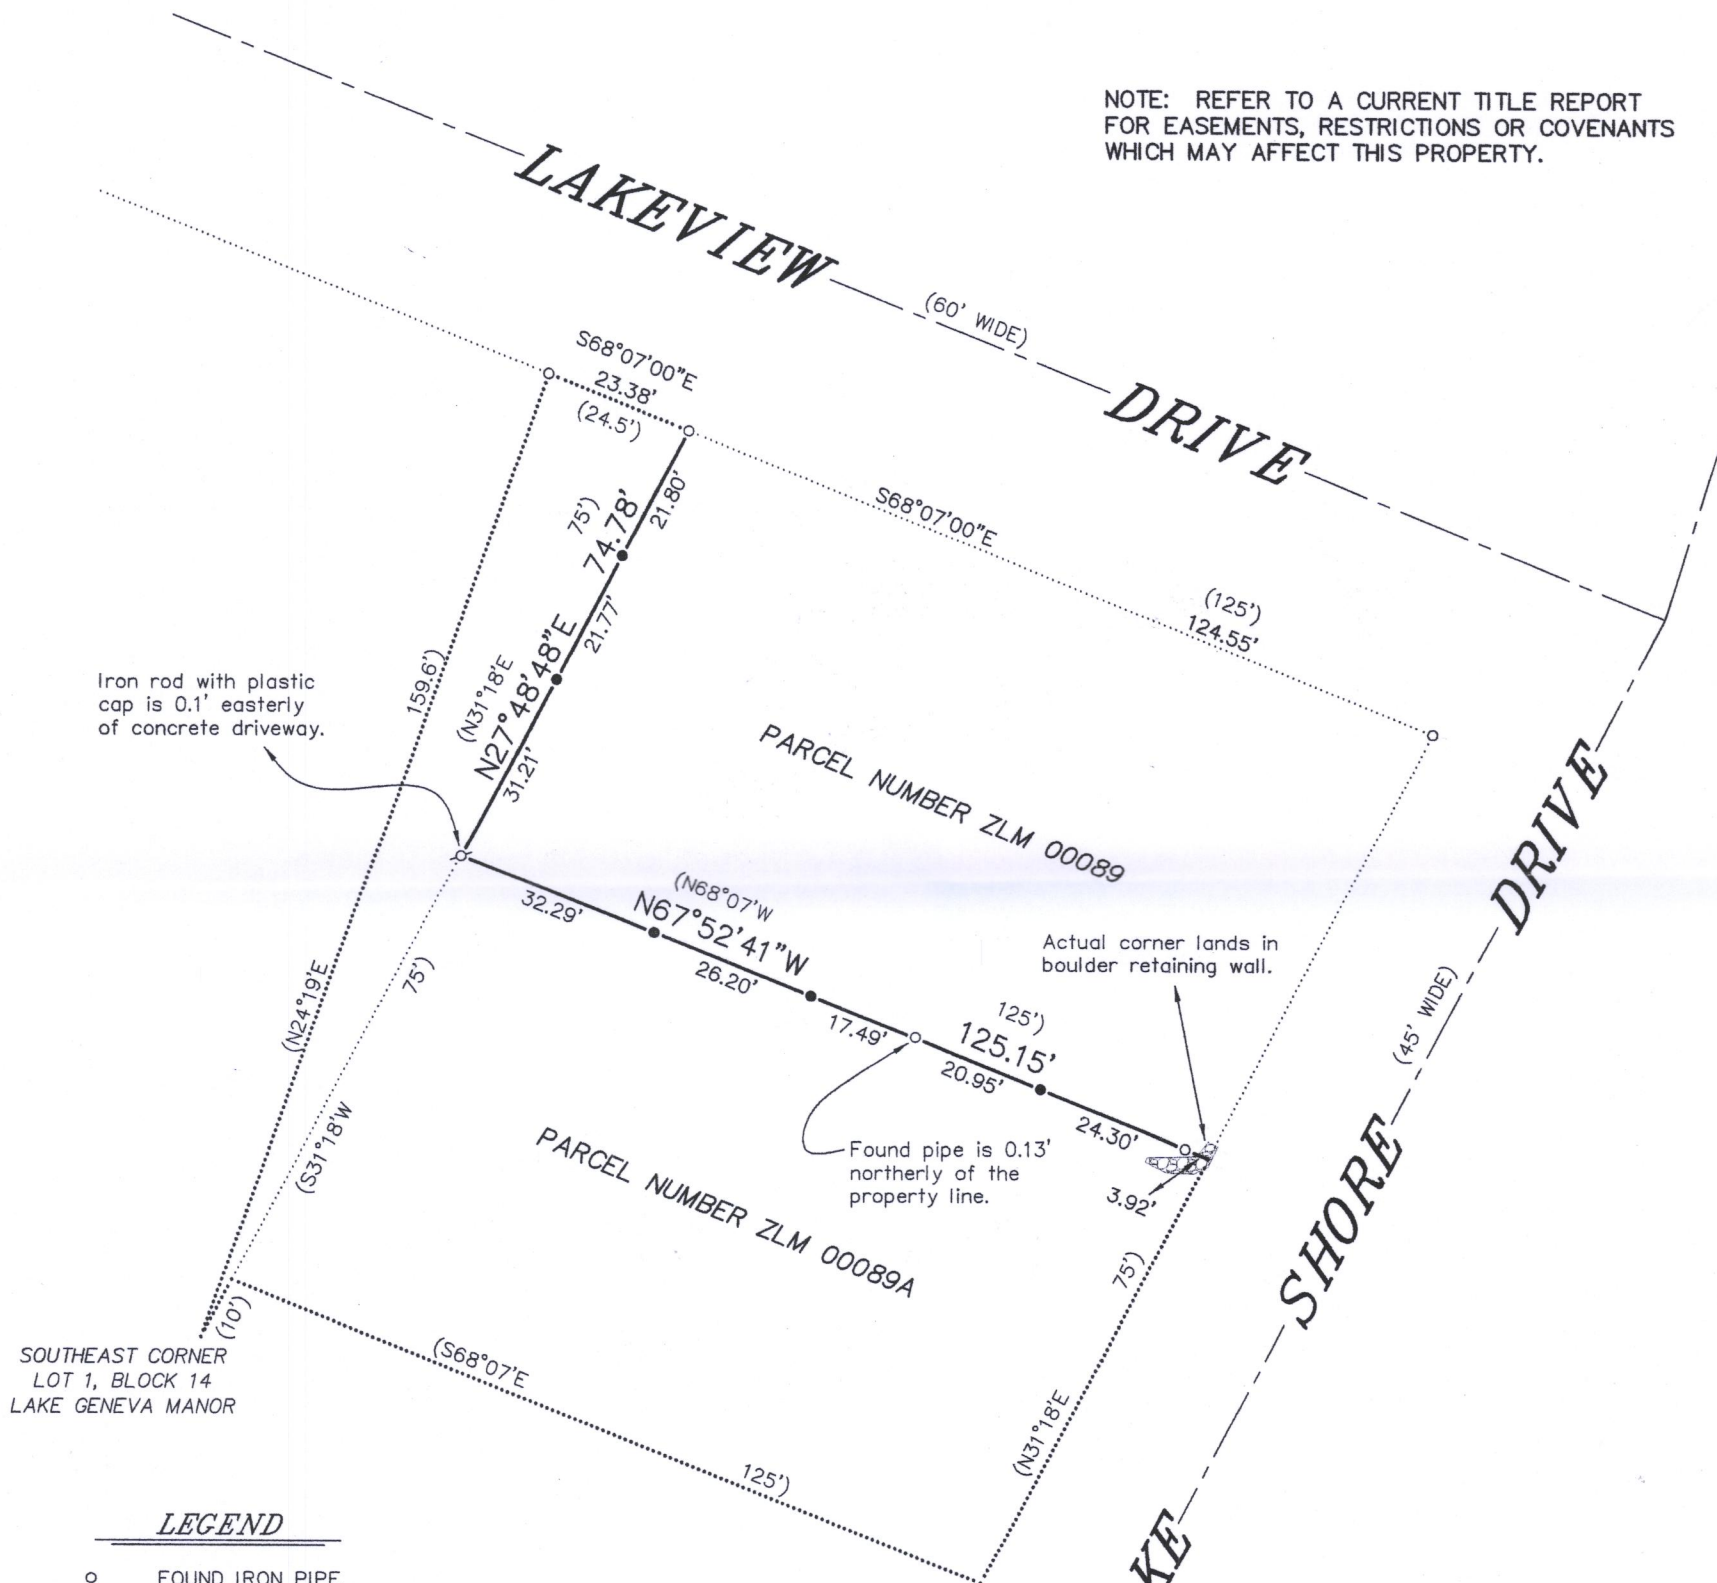 NOTE: REFER TO A CURRENT TITLE REPORT
FOR EASEMENTS, RESTRICTIONS OR COVENANTS
WHICH MAY AFFECT THIS PROPERTY.
LAKEVIEW
(60' WIDE)
DRIVE
S68°07'00"E
23.38'
(24.5')
S68°07'00"E
(125')
124.55'
75')
74.78'
21.80'
21.77'
(N31°18'E
N27°48'48"E
31.21'
159.6')
(N24°19'E
Iron rod with plastic
cap is 0.1' easterly
of concrete driveway.
PARCEL NUMBER ZLM 00089
(N68°07'W
N67°52'41"W
32.29'
26.20'
17.49'
125')
125.15'
20.95'
24.30'
3.92'
Actual corner lands in
boulder retaining wall.
Found pipe is 0.13'
northerly of the
property line.
DRIVE
(45' WIDE)
SHORE
KE
75')
(S31°18'W
PARCEL NUMBER ZLM 00089A
75')
(N31°18'E
(10')
(S68°07'E
125')
SOUTHEAST CORNER
LOT 1, BLOCK 14
LAKE GENEVA MANOR
LEGEND
FOUND IRON PIPE